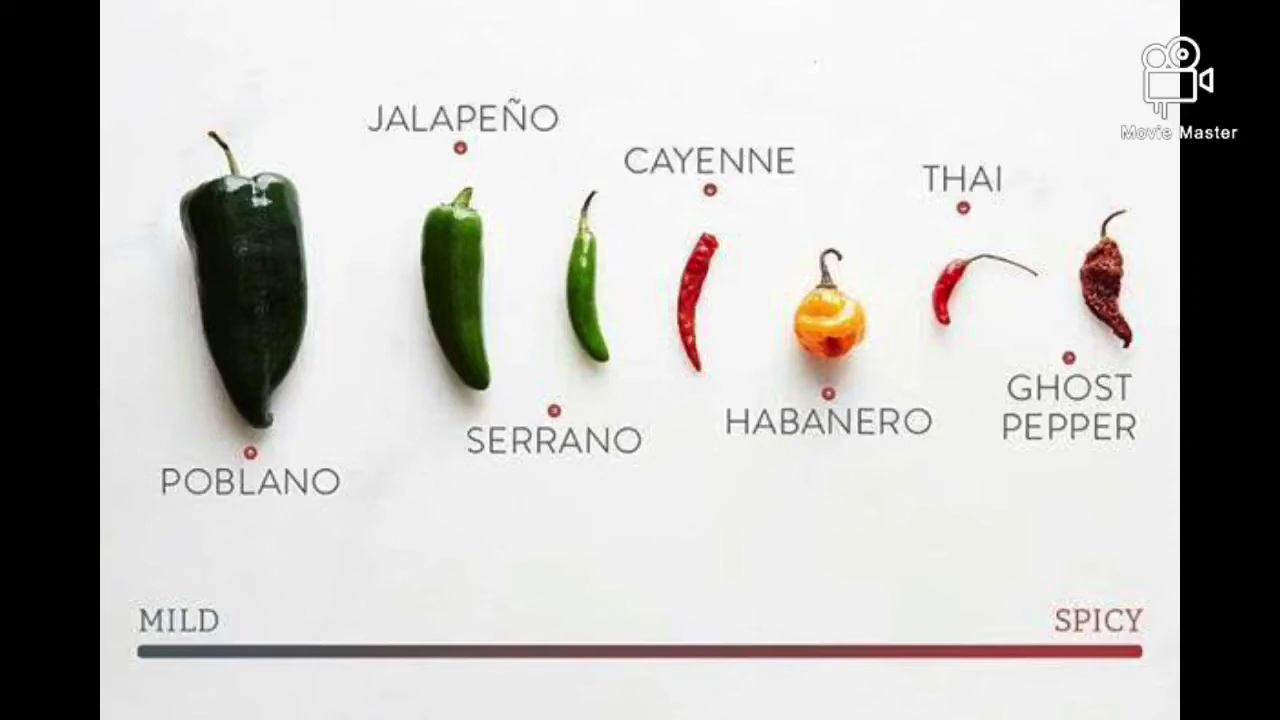 Movie Master
JALAPEÑO
CAYENNE
THAI
SERRANO
HABANERO
GHOST
PEPPER
POBLANO
MILD
SPICY